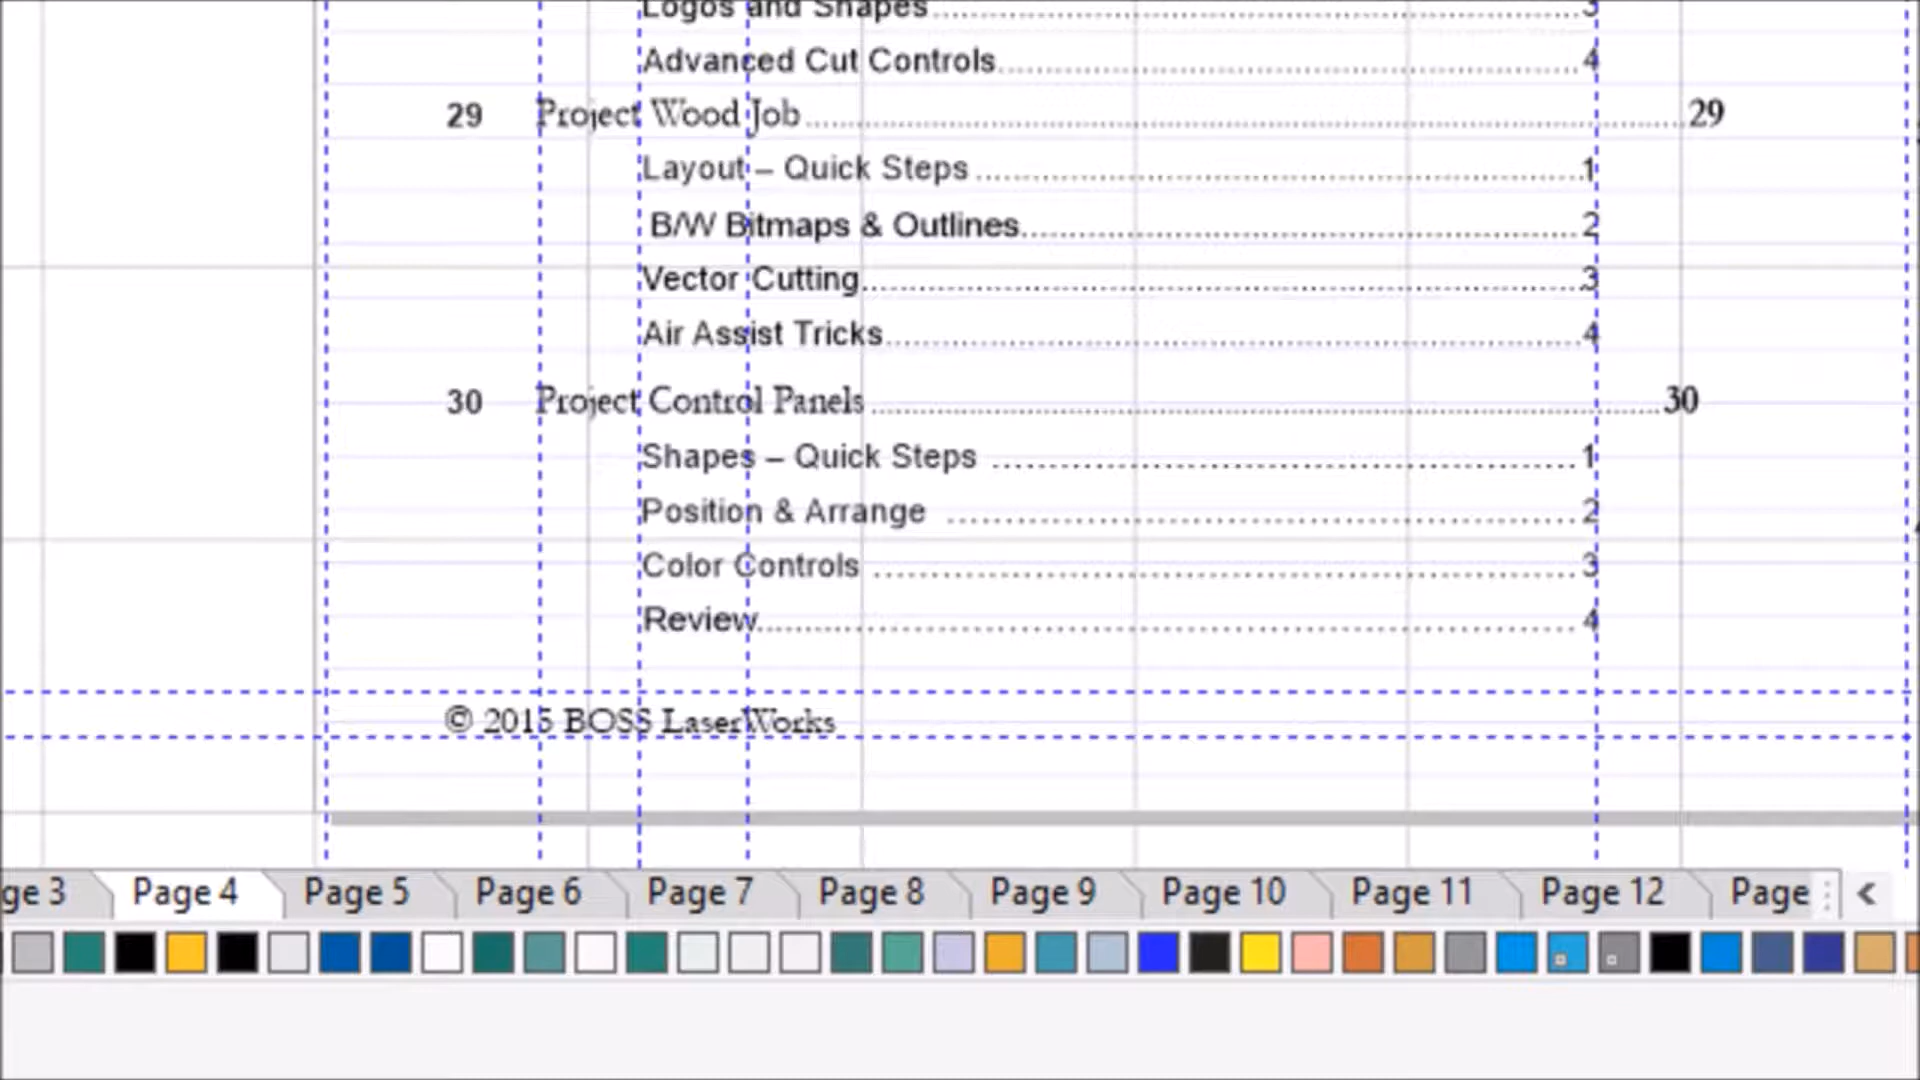 Logos and Shapes 3
Advanced Cut Controls 4
29 Project Wood Job 29
Layout – Quick Steps 1
B/W Bitmaps & Outlines 2
Vector Cutting 3
Air Assist Tricks 4
30 Project Control Panels 30
Shapes – Quick Steps 1
Position & Arrange 2
Color Controls 3
Review 4
© 2015 BOSS LaserWorks
ge 3 Page 4 Page 5 Page 6 Page 7 Page 8 Page 9 Page 10 Page 11 Page 12 Page